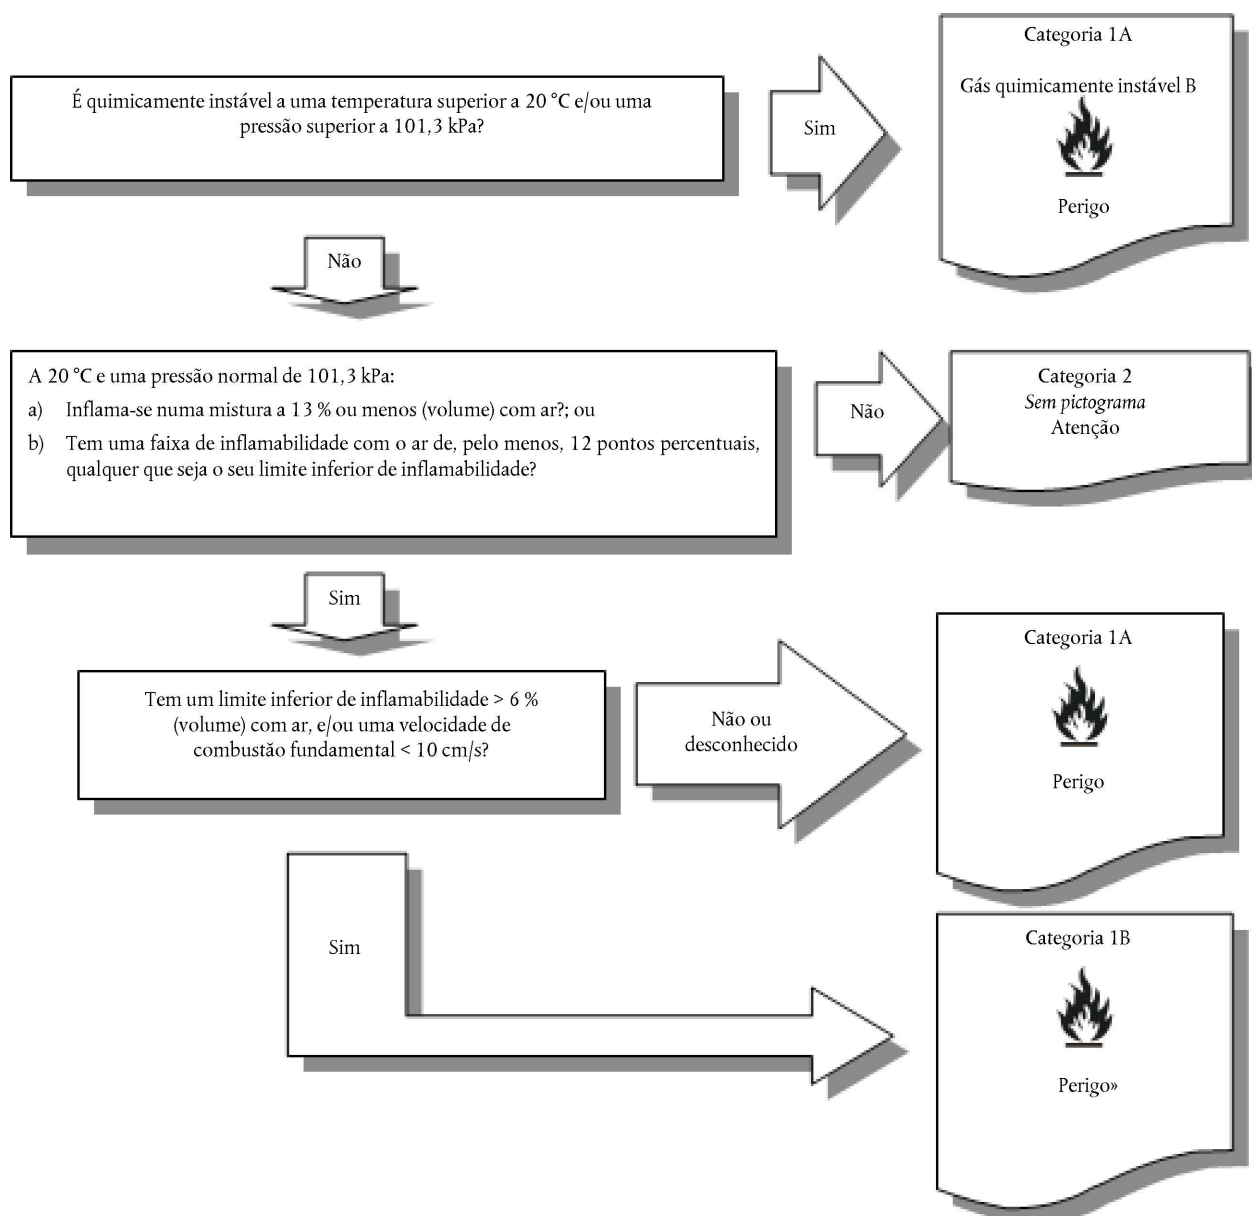 É quimicamente instável a uma temperatura superior a 20 °C e/ou uma
pressão superior a 101,3 kPa?
Sim
Categoria 1A
Gás quimicamente instável B
Perigo
Não
A 20 °C e uma pressão normal de 101,3 kPa:
a) Inflama-se numa mistura a 13 % ou menos (volume) com ar?; ou
b) Tem uma faixa de inflamabilidade com o ar de, pelo menos, 12 pontos percentuais,
qualquer que seja o seu limite inferior de inflamabilidade?
Não
Categoria 2
Sem pictograma
Atenção
Sim
Tem um limite inferior de inflamabilidade > 6 %
(volume) com ar, e/ou uma velocidade de
combustão fundamental < 10 cm/s?
Não ou
desconhecido
Categoria 1A
Perigo
Sim
Categoria 1B
Perigo»